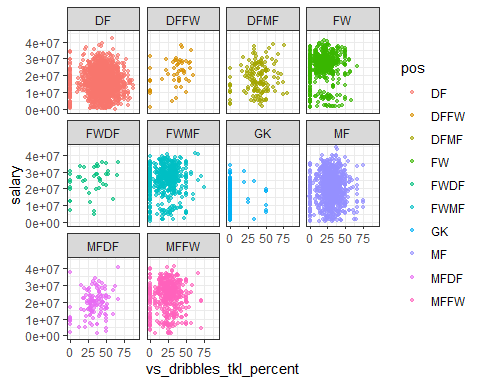 DF DFFW DFMF FW
4e+07
3e+07
2e+07
1e+07
0e+00
FWDF FWMF GK MF
4e+07
3e+07
2e+07
1e+07
0e+00
0 25 50 75 0 25 50 75
MFDF MFFW
4e+07
3e+07
2e+07
1e+07
0e+00
0 25 50 75 0 25 50 75
vs_dribbles_tkl_percent
salary
pos
DF
DFFW
DFMF
FW
FWDF
FWMF
GK
MF
MFDF
MFFW